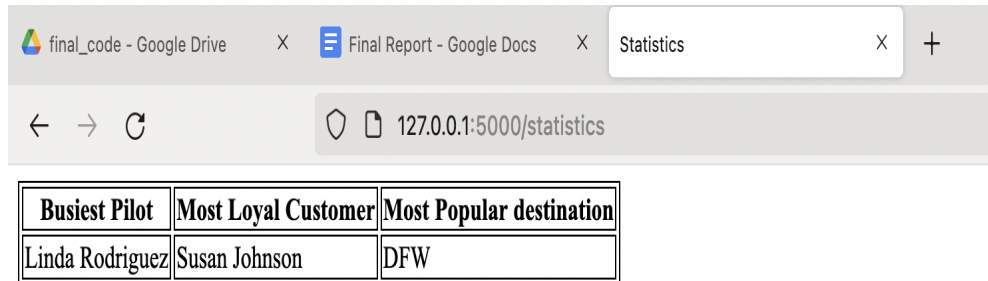 final_code - Google Drive X Final Report - Google Docs X Statistics X +
127.0.0.1:5000/statistics
Busiest Pilot Most Loyal Customer Most Popular destination
Linda Rodriguez Susan Johnson DFW